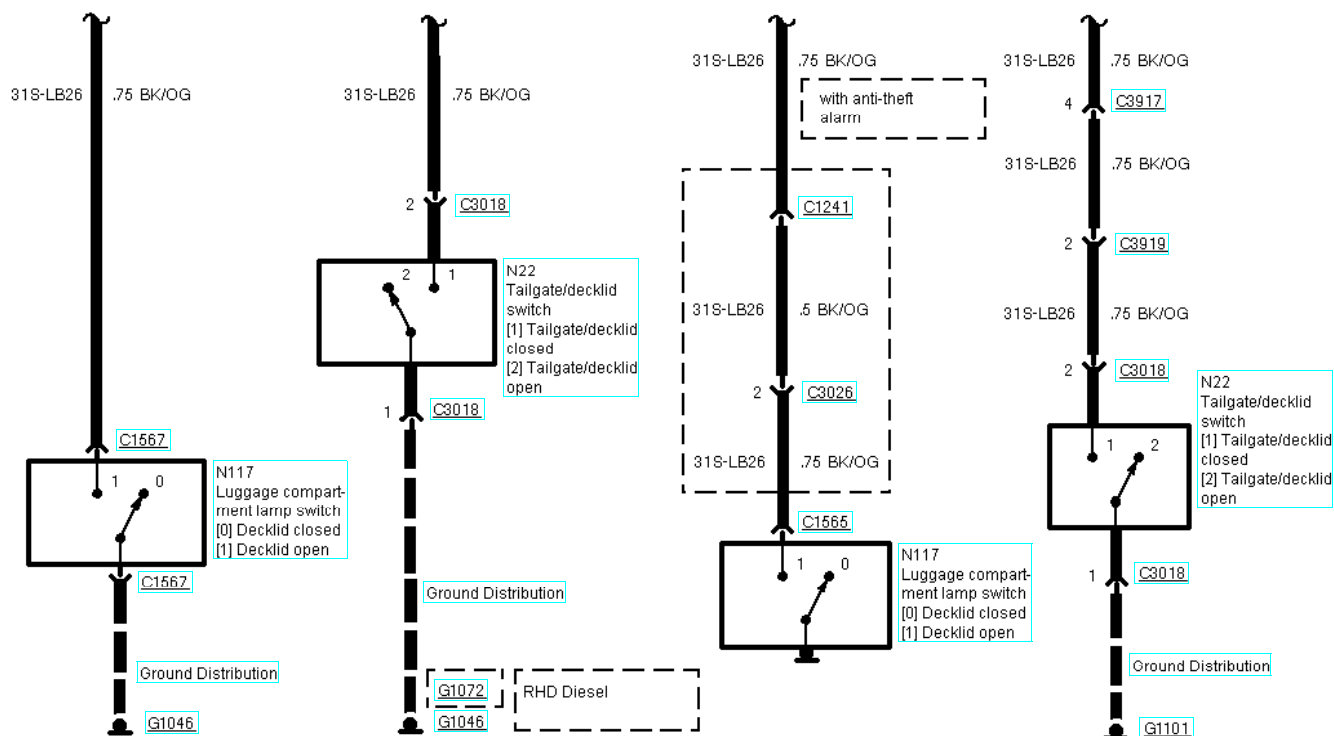 31S-LB26 .75 BK/OG
C1567
1 0
N117
Luggage compart-
ment lamp switch
[0] Decklid closed
[1] Decklid open
C1567
Ground Distribution
G1046
31S-LB26 .75 BK/OG
2 C3018
2 1
N22
Tailgate/decklid
switch
[1] Tailgate/decklid
closed
[2] Tailgate/decklid
open
1 C3018
Ground Distribution
G1072
RHD Diesel
G1046
31S-LB26 .75 BK/OG
with anti-theft
alarm
C1241
31S-LB26 .5 BK/OG
2 C3026
31S-LB26 .75 BK/OG
C1565
1 0
N117
Luggage compart-
ment lamp switch
[0] Decklid closed
[1] Decklid open
31S-LB26 .75 BK/OG
4 C3917
31S-LB26 .75 BK/OG
2 C3919
31S-LB26 .75 BK/OG
2 C3018
1 2
N22
Tailgate/decklid
switch
[1] Tailgate/decklid
closed
[2] Tailgate/decklid
open
1 C3018
Ground Distribution
G1101